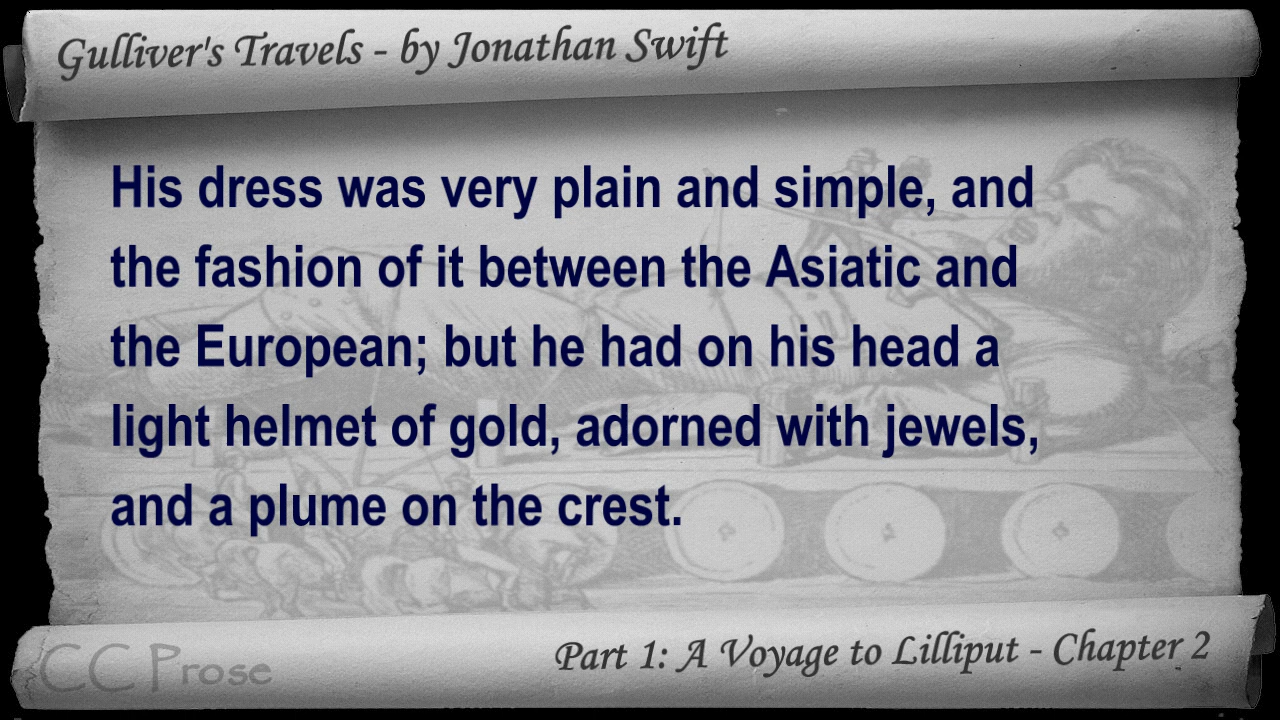 Gulliver's Travels - by Jonathan Swift
His dress was very plain and simple, and
the fashion of it between the Asiatic and
the European; but he had on his head a
light helmet of gold, adorned with jewels,
and a plume on the crest.
CC Prose
Part 1: A Voyage to Lilliput - Chapter 2